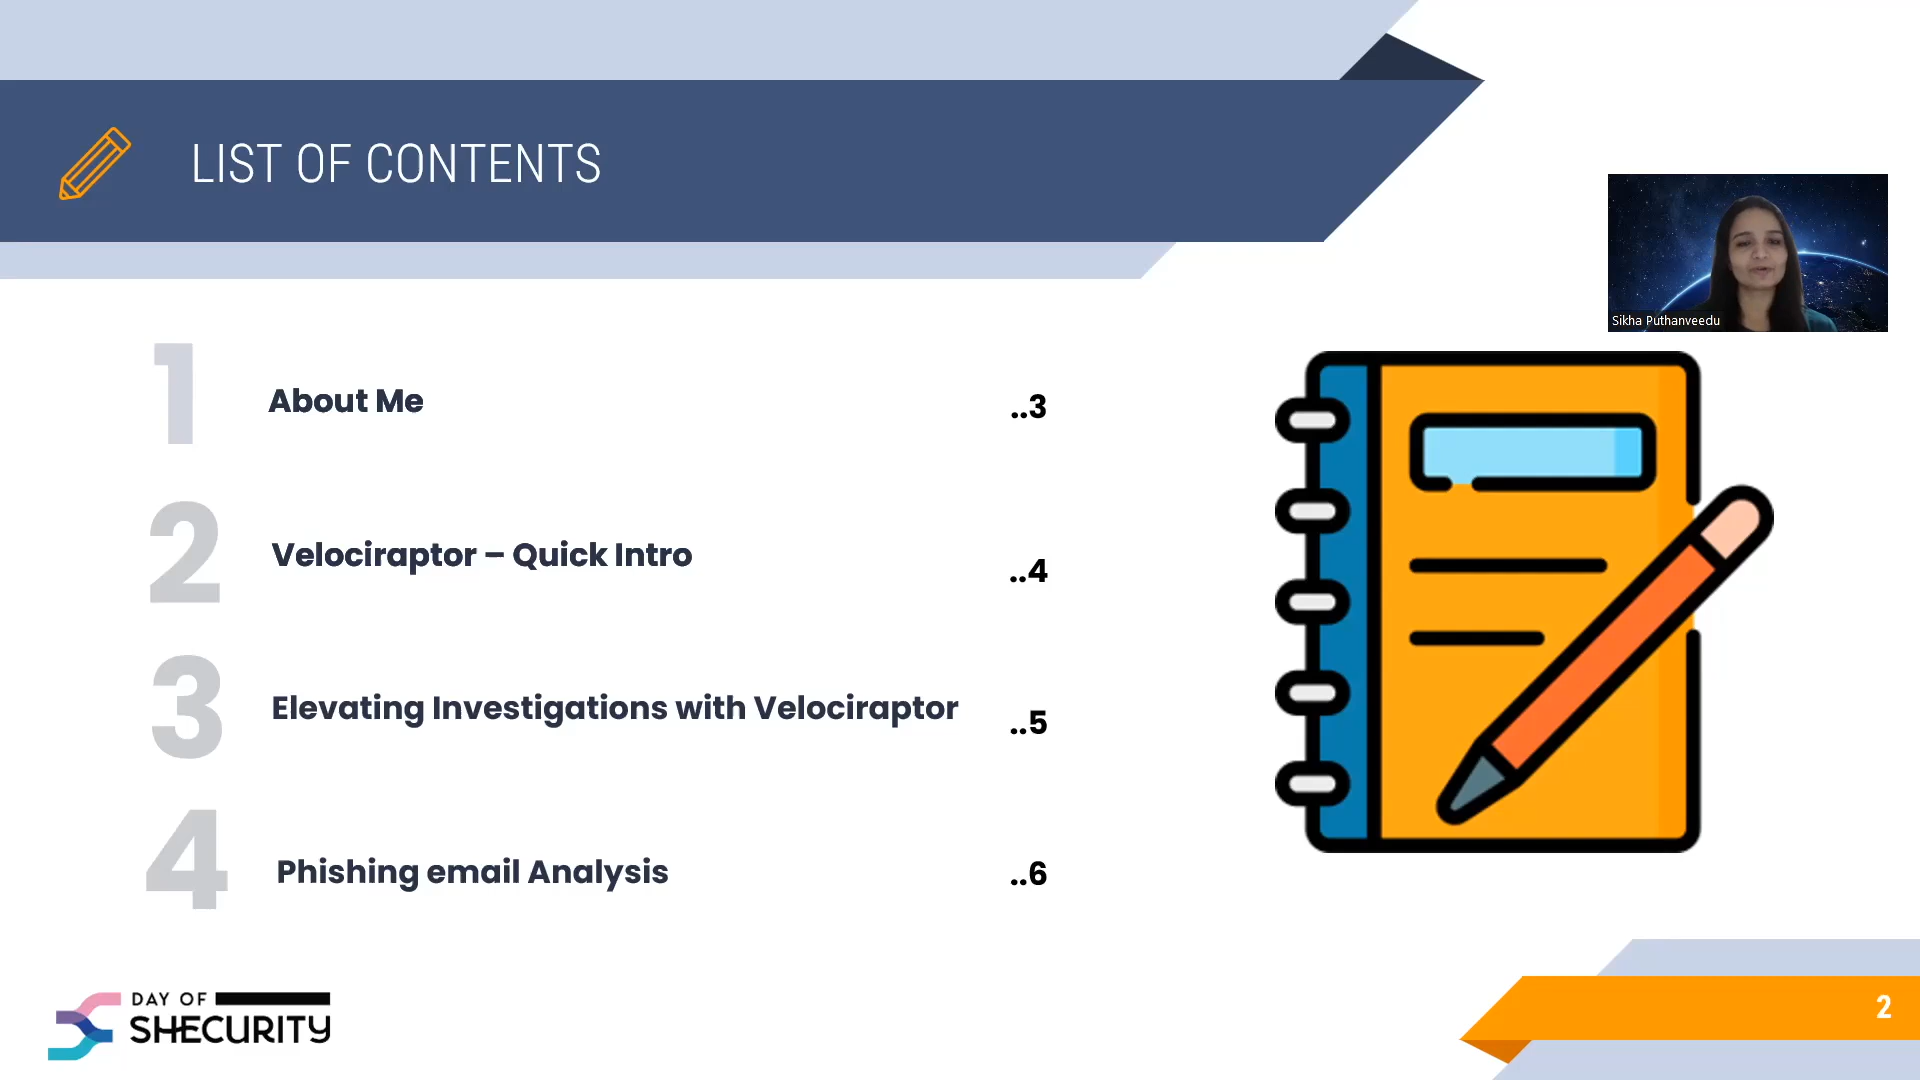 LIST OF CONTENTS
Sikha Puthanveedu
1
About Me
..3
2
Velociraptor – Quick Intro
..4
3
Elevating Investigations with Velociraptor
..5
4
Phishing email Analysis
..6
DAY OF
SHECURITY
2